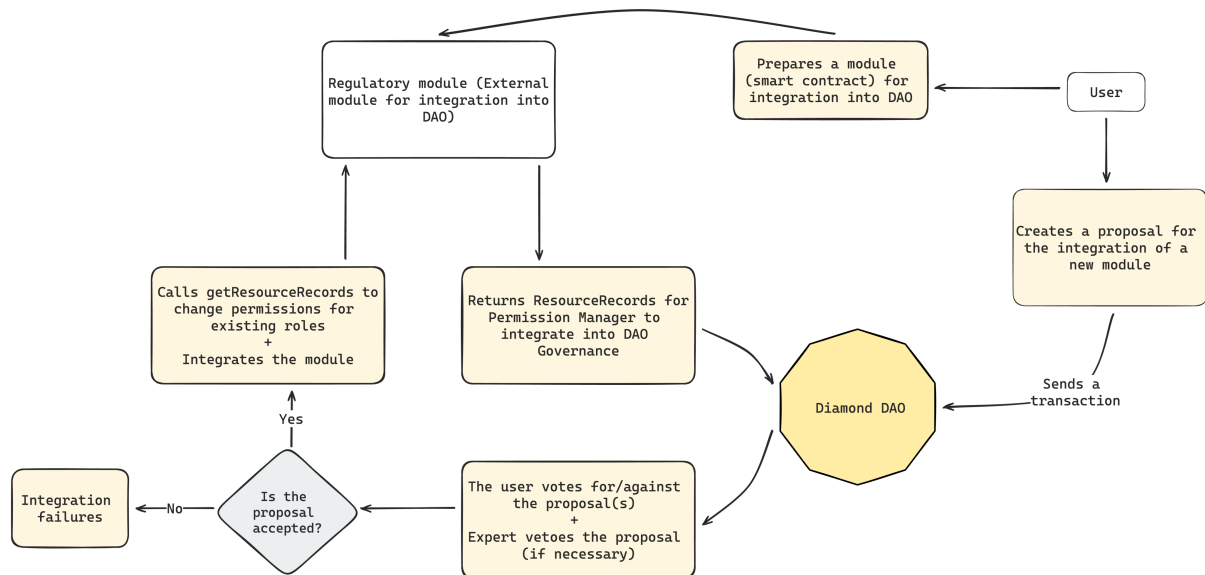 Prepares a module
(smart contract) for
integration into DAO
Regulatory module (External
module for integration into
DAO)
User
Creates a proposal for
the integration of a
new module
Calls getResourceRecords to
change permissions for
existing roles
+
Integrates the module
Returns ResourceRecords for
Permission Manager to
integrate into DAO
Governance
Sends a
transaction
Diamond DAO
Yes
The user votes for/against
the proposal(s)
+
Expert vetoes the proposal
(if necessary)
Is the
proposal
accepted?
No
Integration
failures